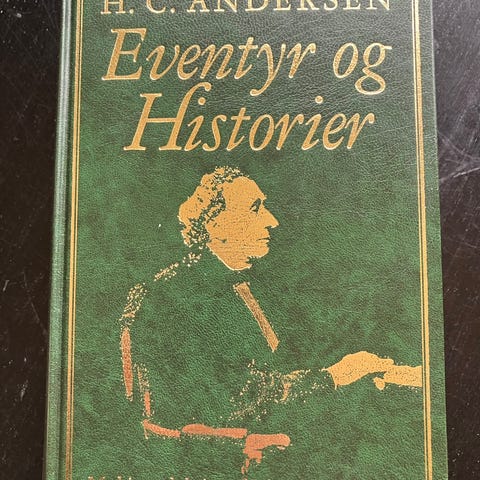 H. C. ANDERSEN
Eventyr og
Historier